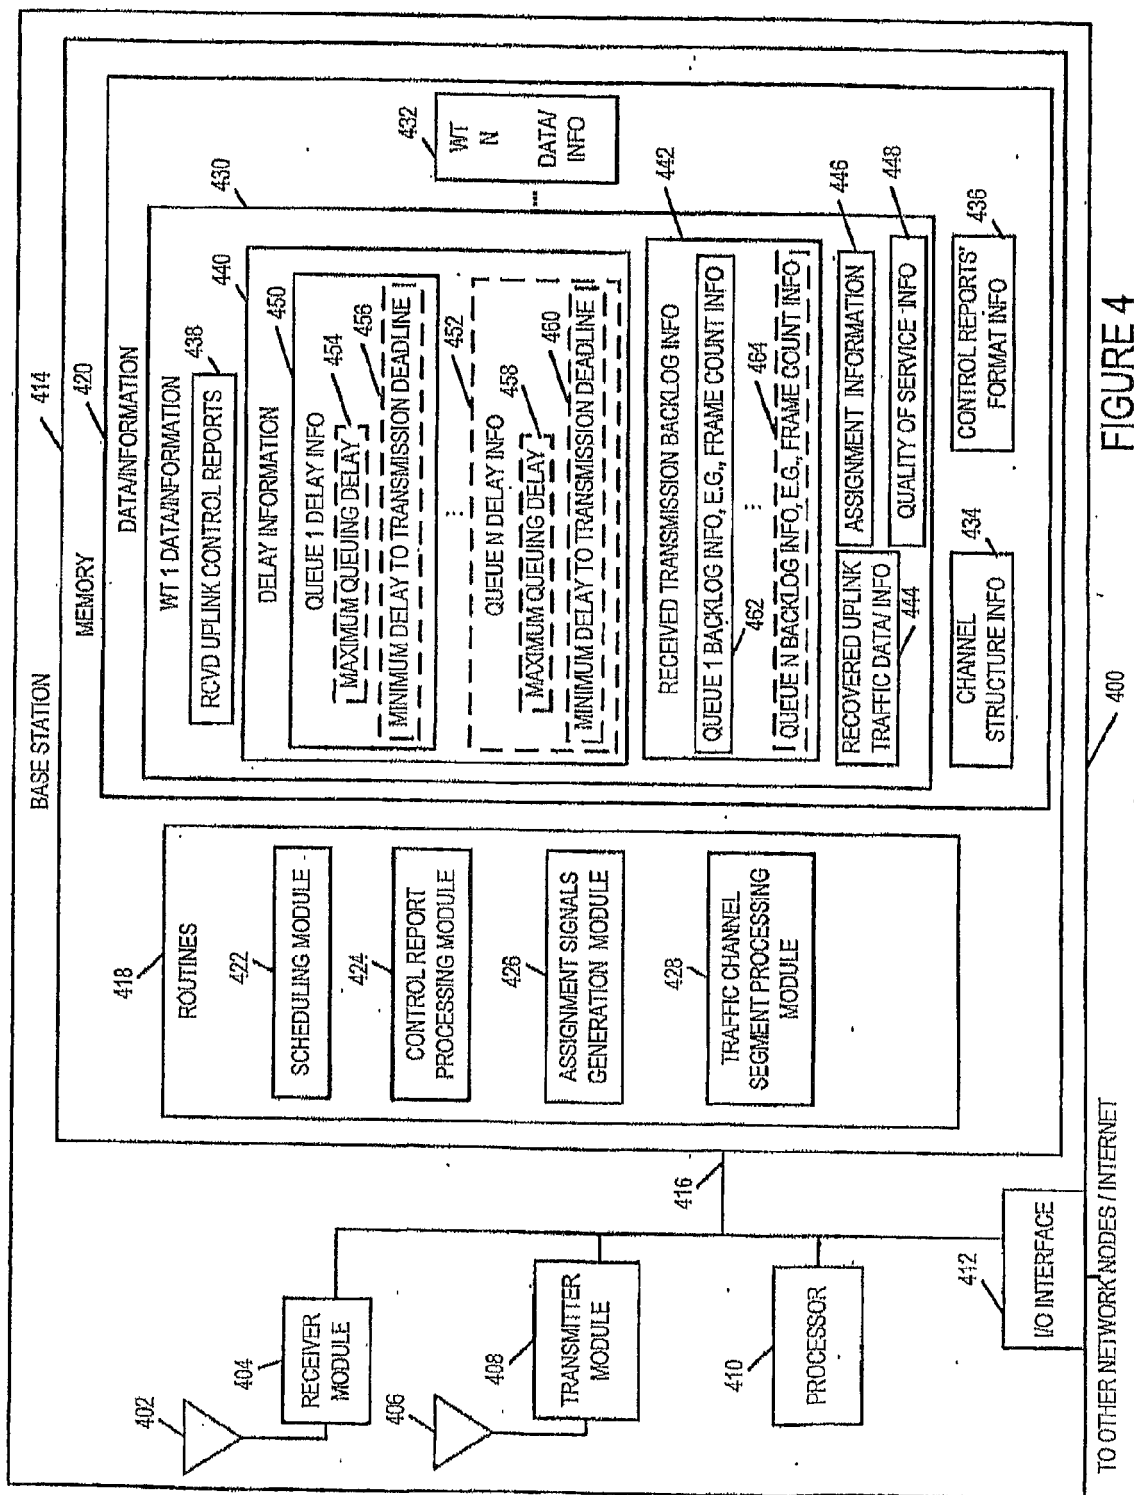 BASE STATION
414
MEMORY
420
DATA/INFORMATION
430
WT 1 DATA/INFORMATION
438
RCVD UPLINK CONTROL REPORTS
440
DELAY INFORMATION
450
QUEUE 1 DELAY INFO
454
MAXIMUM QUEUING DELAY
456
MINIMUM DELAY TO TRANSMISSION DEADLINE
⋮
452
QUEUE N DELAY INFO
458
MAXIMUM QUEUING DELAY
460
MINIMUM DELAY TO TRANSMISSION DEADLINE
442
RECEIVED TRANSMISSION BACKLOG INFO
QUEUE 1 BACKLOG INFO, E.G., FRAME COUNT INFO
462
⋮
464
QUEUE N BACKLOG INFO, E.G., FRAME COUNT INFO
RECOVERED UPLINK
TRAFFIC DATA/ INFO
444
ASSIGNMENT INFORMATION
446
QUALITY OF SERVICE INFO
448
...
432
WT
N
DATA/
INFO
CHANNEL
STRUCTURE INFO
434
CONTROL REPORTS'
FORMAT INFO
436
418
ROUTINES
422
SCHEDULING MODULE
424
CONTROL REPORT
PROCESSING MODULE
426
ASSIGNMENT SIGNALS
GENERATION MODULE
428
TRAFFIC CHANNEL
SEGMENT PROCESSING
MODULE
402
404
RECEIVER
MODULE
406
408
TRANSMITTER
MODULE
410
PROCESSOR
412
I/O INTERFACE
416
TO OTHER NETWORK NODES / INTERNET
400
FIGURE 4